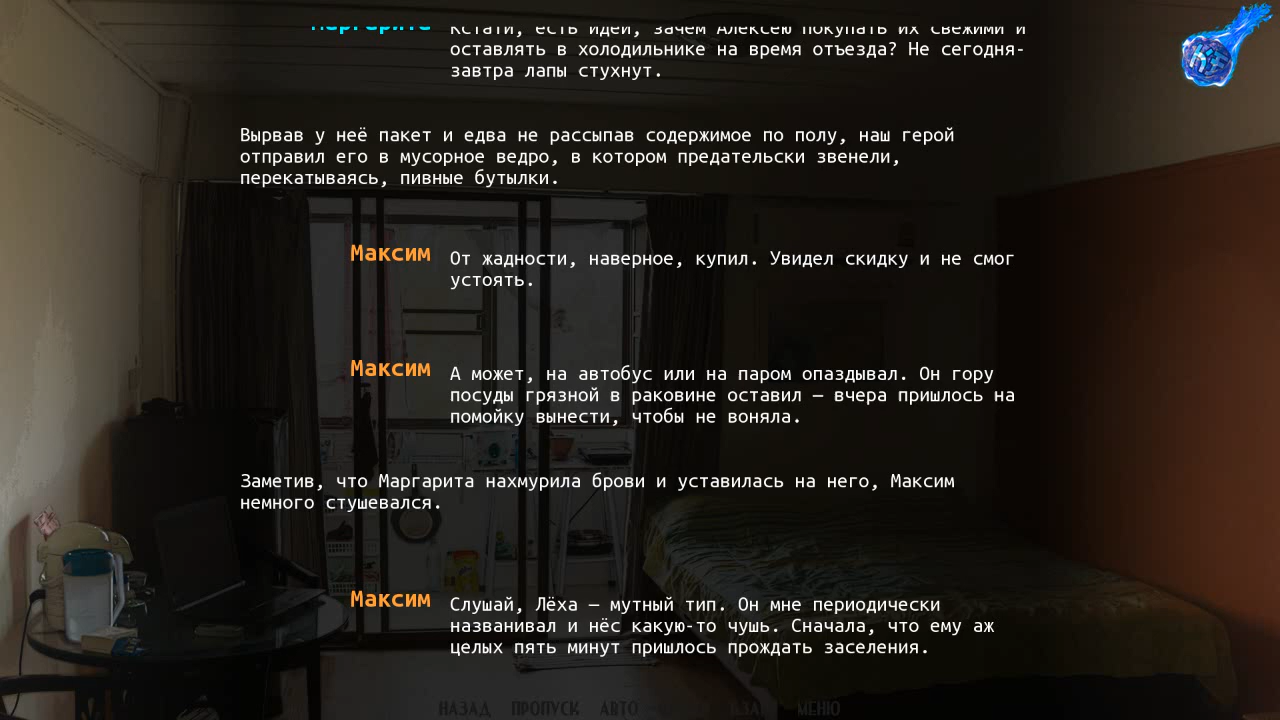 Маргарита
Кстати, есть идеи, зачем Алексею покупать их свежими и
оставлять в холодильнике на время отъезда? Не сегодня-
завтра лапы стухнут.
Вырвав у неё пакет и едва не рассыпав содержимое по полу, наш герой
отправил его в мусорное ведро, в котором предательски звенели,
перекатываясь, пивные бутылки.
Максим
От жадности, наверное, купил. Увидел скидку и не смог
устоять.
Максим
А может, на автобус или на паром опаздывал. Он гору
посуды грязной в раковине оставил — вчера пришлось на
помойку вынести, чтобы не воняла.
Заметив, что Маргарита нахмурила брови и уставилась на него, Максим
немного стушевался.
Максим
Слушай, Лёха — мутный тип. Он мне периодически
названивал и нёс какую-то чушь. Сначала, что ему аж
целых пять минут пришлось прождать заселения.
НАЗАД ПРОПУСК АВТО МЕНЮ